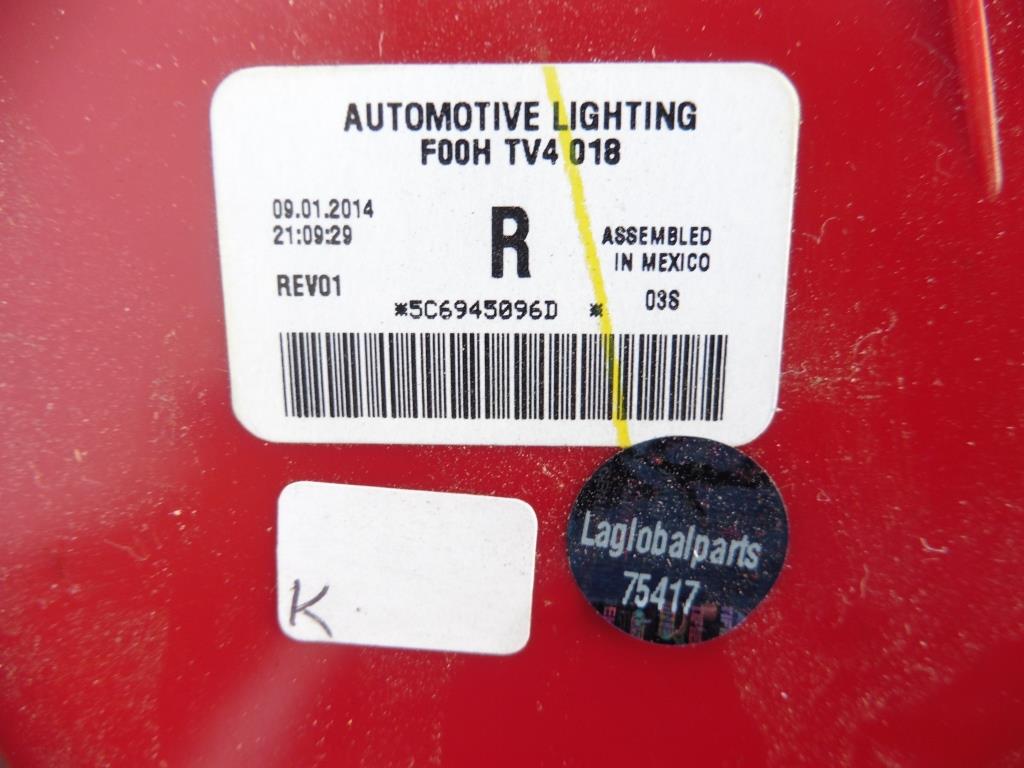 AUTOMOTIVE LIGHTING
F00H TV4 018
09.01.2014
21:09:29
R
ASSEMBLED
IN MEXICO
REV01
*5C6945096D *
03S
K
Laglobalparts
75417